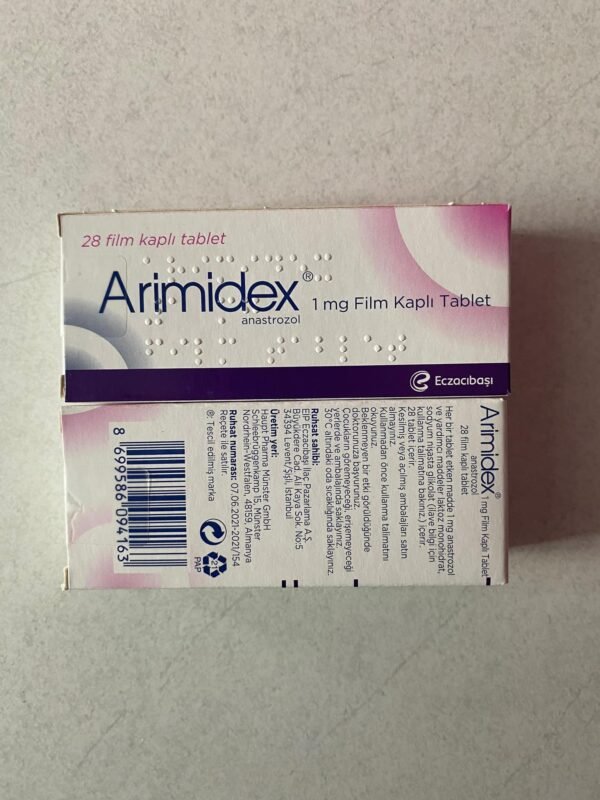 28 film kaplı tablet
Arimidex®
anastrozol
1 mg Film Kaplı Tablet
Eczacıbaşı
Arimidex® 1 mg Film Kaplı Tablet
anastrozol
28 film kaplı tablet
Her bir tablet etken madde 1 mg anastrozol
ve yardımcı maddeler laktoz monohidrat,
sodyum nişasta glikolat (ilave bilgi için
kullanma talimatına bakınız.) içerir.
28 tablet içerir.
Kesilmiş veya açılmış ambalajları satın
almayınız.
Kullanmadan önce kullanma talimatını
okuyunuz.
Beklenmeyen bir etki görüldüğünde
doktorunuza başvurunuz.
Çocukların göremeyeceği, erişemeyeceği
yerlerde ve ambalajında saklayınız.
30°C altındaki oda sıcaklığında saklayınız.
Ruhsat sahibi:
EIP Eczacıbaşı İlaç Pazarlama A.Ş.
Büyükdere Cad. Ali Kaya Sok. No:5
34394 Levent/Şişli, İstanbul
Üretim yeri:
Haupt Pharma Münster GmbH
Schleebrüggenkamp 15, Münster
Nordrhein-Westfalen, 48159, Almanya
Ruhsat numarası: 07.06.2021-2021/154
Reçete ile satılır.
®: Tescil edilmiş marka
21
PAP
8 699586 094163